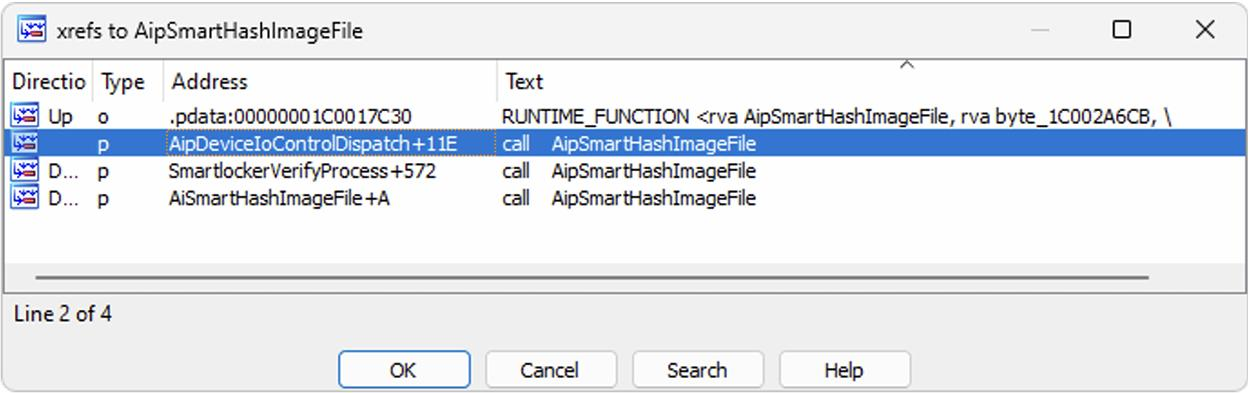 xrefs to AipSmartHashImageFile
Directio Type Address Text
Up o .pdata:00000001C0017C30 RUNTIME_FUNCTION <rva AipSmartHashImageFile, rva byte_1C002A6CB, \
p AipDeviceIoControlDispatch+11E call AipSmartHashImageFile
D... p SmartlockerVerifyProcess+572 call AipSmartHashImageFile
D... p AiSmartHashImageFile+A call AipSmartHashImageFile
Line 2 of 4
OK Cancel Search Help